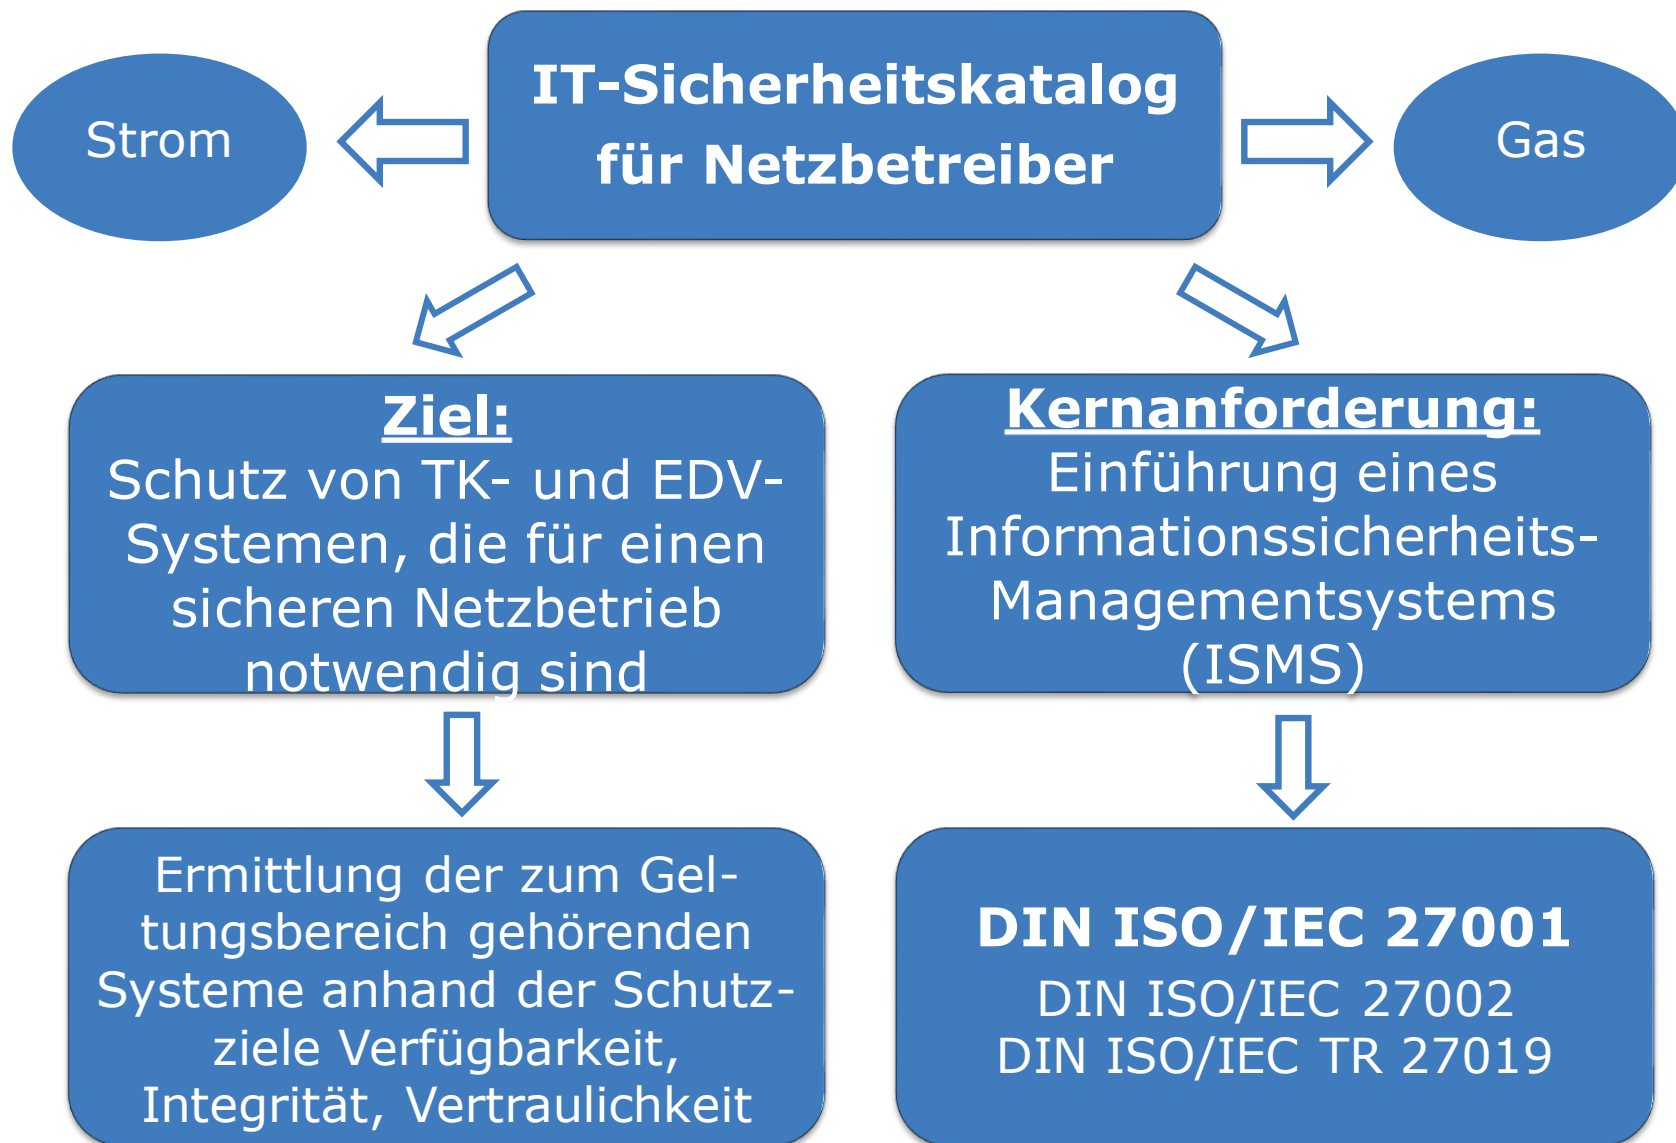 IT-Sicherheitskatalog
für Netzbetreiber
Strom
Gas
Ziel:
Schutz von TK- und EDV-
Systemen, die für einen
sicheren Netzbetrieb
notwendig sind
Kernanforderung:
Einführung eines
Informationssicherheits-
Managementsystems
(ISMS)
Ermittlung der zum Gel-
tungsbereich gehörenden
Systeme anhand der Schutz-
ziele Verfügbarkeit,
Integrität, Vertraulichkeit
DIN ISO/IEC 27001
DIN ISO/IEC 27002
DIN ISO/IEC TR 27019